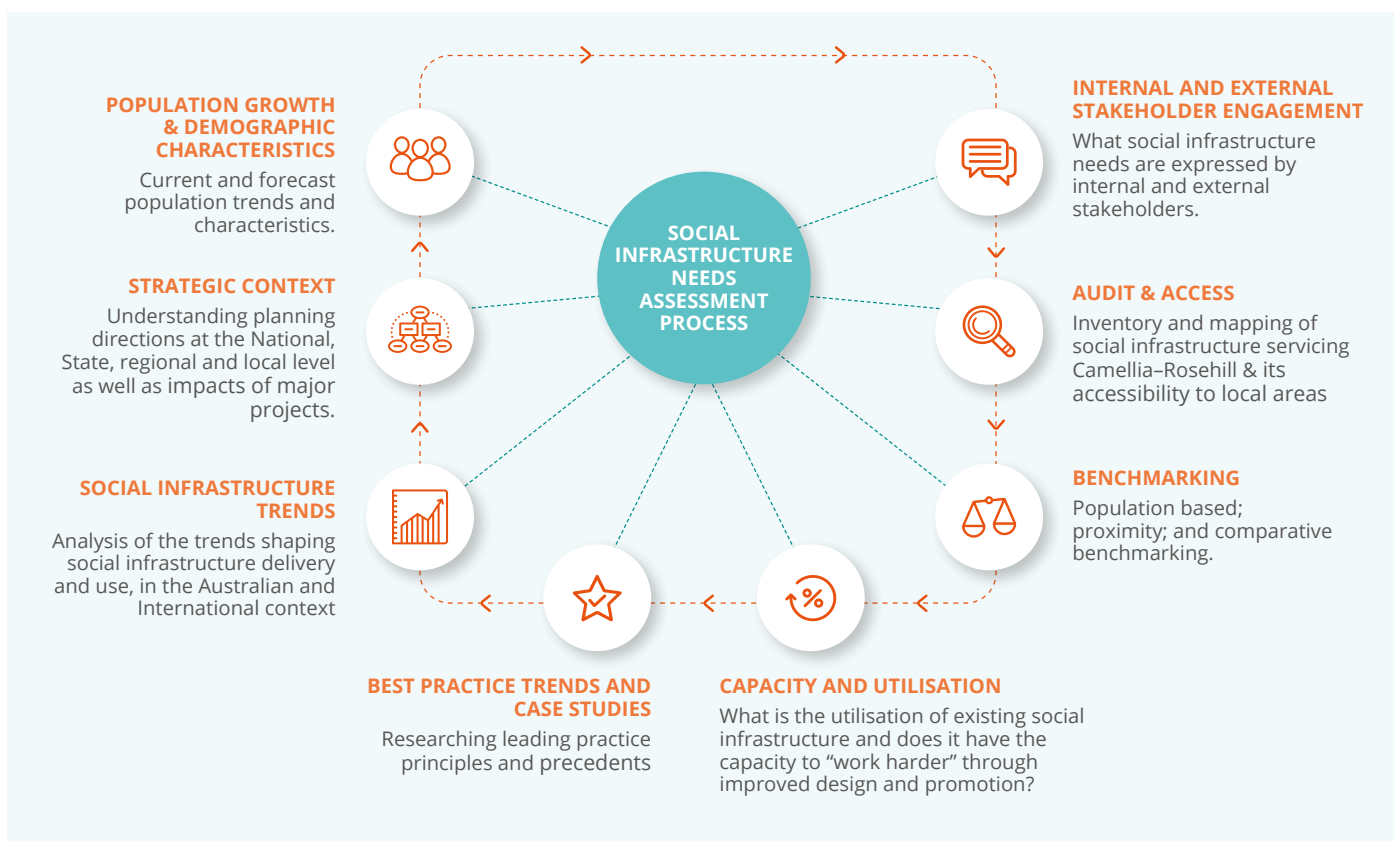 POPULATION GROWTH
& DEMOGRAPHIC
CHARACTERISTICS
Current and forecast
population trends and
characteristics.
STRATEGIC CONTEXT
Understanding planning
directions at the National,
State, regional and local level
as well as impacts of major
projects.
SOCIAL INFRASTRUCTURE
TRENDS
Analysis of the trends shaping
social infrastructure delivery
and use, in the Australian and
International context
SOCIAL
INFRASTRUCTURE
NEEDS
ASSESSMENT
PROCESS
INTERNAL AND EXTERNAL
STAKEHOLDER ENGAGEMENT
What social infrastructure
needs are expressed by
internal and external
stakeholders.
AUDIT & ACCESS
Inventory and mapping of
social infrastructure servicing
Camellia–Rosehill & its
accessibility to local areas
BENCHMARKING
Population based;
proximity; and comparative
benchmarking.
%
BEST PRACTICE TRENDS AND
CASE STUDIES
Researching leading practice
principles and precedents
CAPACITY AND UTILISATION
What is the utilisation of existing social
infrastructure and does it have the
capacity to “work harder” through
improved design and promotion?